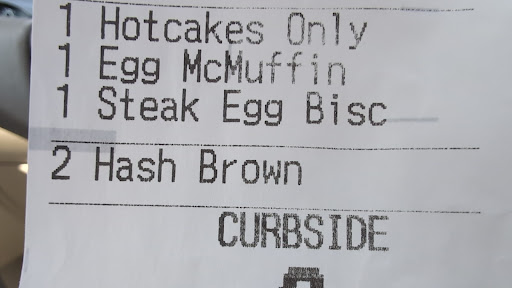 1 Hotcakes Only
1 Egg McMuffin
1 Steak Egg Bisc
2 Hash Brown
CURBSIDE